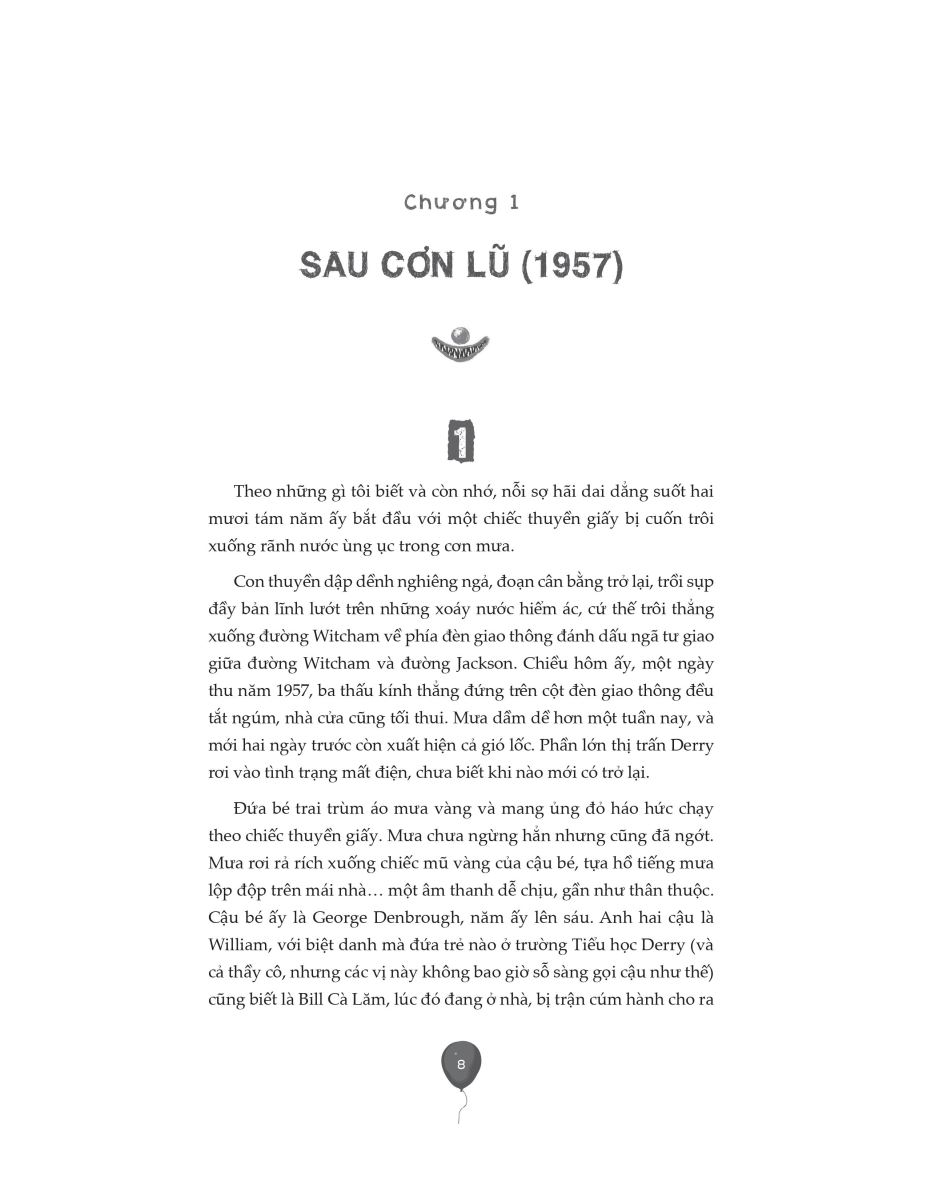 Chương 1
SAU CƠN LŨ (1957)
1
Theo những gì tôi biết và còn nhớ, nỗi sợ hãi dai dẳng suốt hai
mươi tám năm ấy bắt đầu với một chiếc thuyền giấy bị cuốn trôi
xuống rãnh nước ùng ục trong cơn mưa.
Con thuyền dập dềnh nghiêng ngả, đoạn cân bằng trở lại, trồi sụp
đầy bản lĩnh lướt trên những xoáy nước hiểm ác, cứ thế trôi thẳng
xuống đường Witcham về phía đèn giao thông đánh dấu ngã tư giao
giữa đường Witcham và đường Jackson. Chiều hôm ấy, một ngày
thu năm 1957, ba thấu kính thẳng đứng trên cột đèn giao thông đều
tắt ngúm, nhà cửa cũng tối thui. Mưa dầm dề hơn một tuần nay, và
mới hai ngày trước còn xuất hiện cả gió lốc. Phần lớn thị trấn Derry
rơi vào tình trạng mất điện, chưa biết khi nào mới có trở lại.
Đứa bé trai trùm áo mưa vàng và mang ủng đỏ háo hức chạy
theo chiếc thuyền giấy. Mưa chưa ngừng hẳn nhưng cũng đã ngớt.
Mưa rơi rả rích xuống chiếc mũ vàng của cậu bé, tựa hồ tiếng mưa
lộp độp trên mái nhà… một âm thanh dễ chịu, gần như thân thuộc.
Cậu bé ấy là George Denbrough, năm ấy lên sáu. Anh hai cậu là
William, với biệt danh mà đứa trẻ nào ở trường Tiểu học Derry (và
cả thầy cô, nhưng các vị này không bao giờ sỗ sàng gọi cậu như thế)
cũng biết là Bill Cà Lăm, lúc đó đang ở nhà, bị trận cúm hành cho ra
8